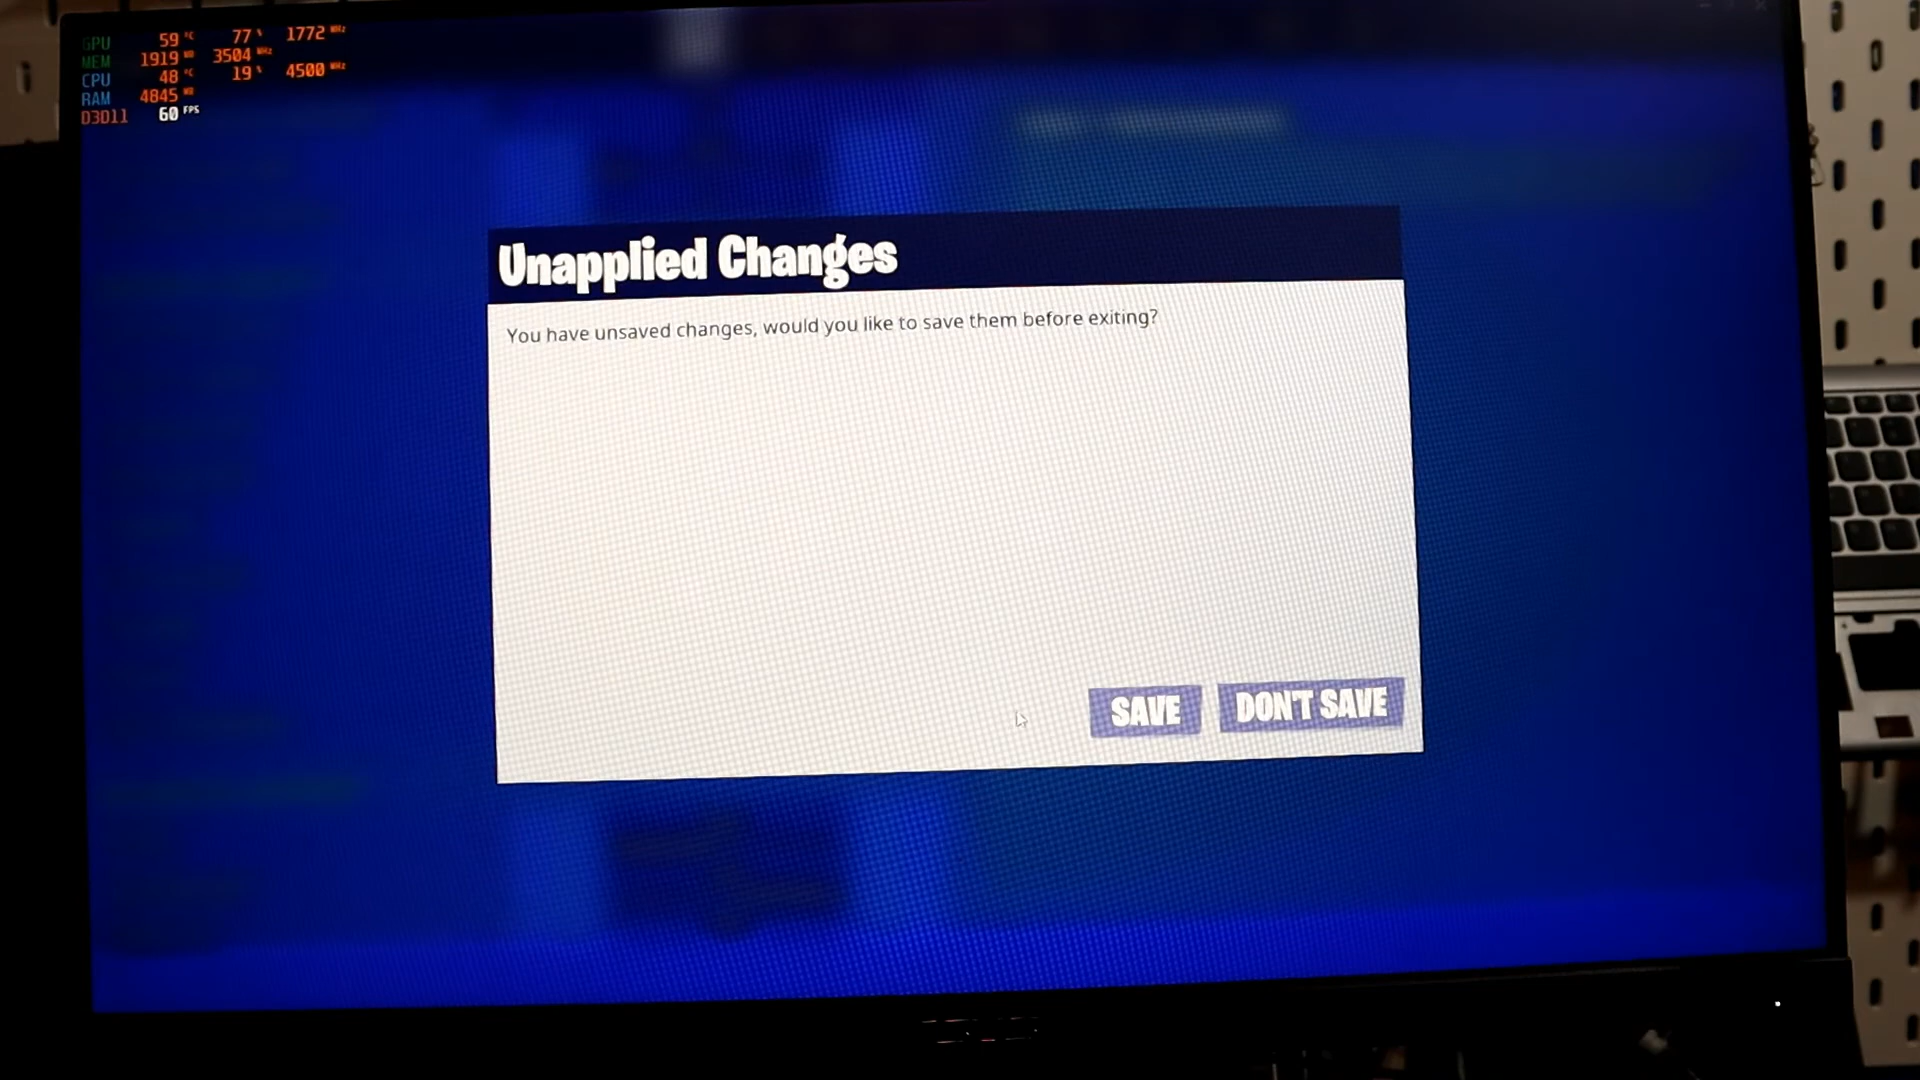 GPU 59 °C 77 % 1772 MHz
MEM 1919 MB 3504 MHz
CPU 48 °C 19 % 4500 MHz
RAM 4845 MB
D3D11 60 FPS
Unapplied Changes
You have unsaved changes, would you like to save them before exiting?
SAVE DON'T SAVE